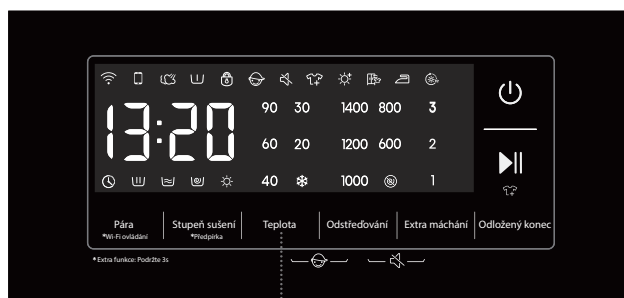 90 30 1400 800 3
13:20
60 20 1200 600 2
40 1000 1
Pára Stupeň sušení Teplota Odstřeďování Extra máchání Odložený konec
*Wi-Fi ovládání *Předpírka
*Extra funkce: Podržte 3s